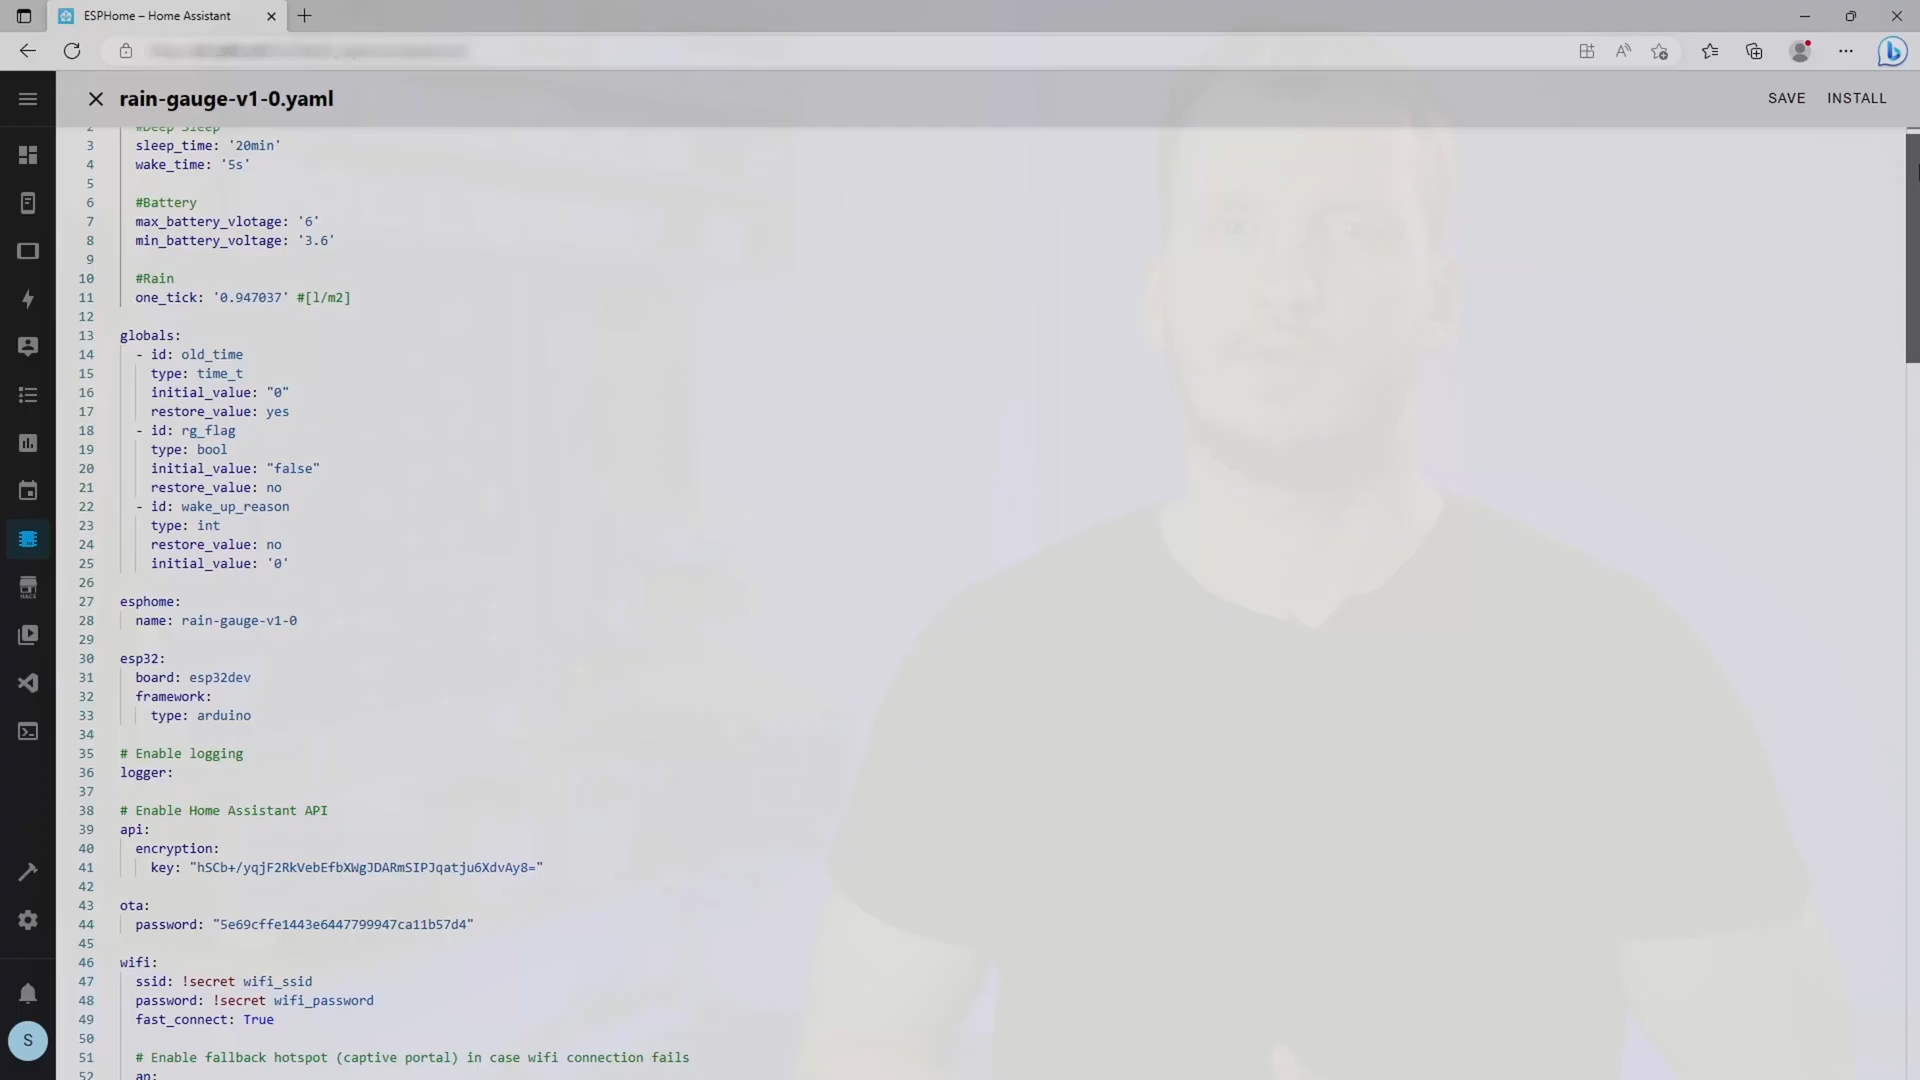 ESPHome – Home Assistant
rain-gauge-v1-0.yaml
SAVE INSTALL
2 #Deep Sleep
3 sleep_time: '20min'
4 wake_time: '5s'
5
6 #Battery
7 max_battery_vlotage: '6'
8 min_battery_voltage: '3.6'
9
10 #Rain
11 one_tick: '0.947037' #[l/m2]
12
13 globals:
14 - id: old_time
15 type: time_t
16 initial_value: "0"
17 restore_value: yes
18 - id: rg_flag
19 type: bool
20 initial_value: "false"
21 restore_value: no
22 - id: wake_up_reason
23 type: int
24 restore_value: no
25 initial_value: '0'
26
27 esphome:
28 name: rain-gauge-v1-0
29
30 esp32:
31 board: esp32dev
32 framework:
33 type: arduino
34
35 # Enable logging
36 logger:
37
38 # Enable Home Assistant API
39 api:
40 encryption:
41 key: "hSCb+/yqjF2RkVebEfbXWgJDARmSIPJqatju6XdvAy8="
42
43 ota:
44 password: "5e69cffe1443e6447799947ca11b57d4"
45
46 wifi:
47 ssid: !secret wifi_ssid
48 password: !secret wifi_password
49 fast_connect: True
50
51 # Enable fallback hotspot (captive portal) in case wifi connection fails
52 ap:
HACS
S